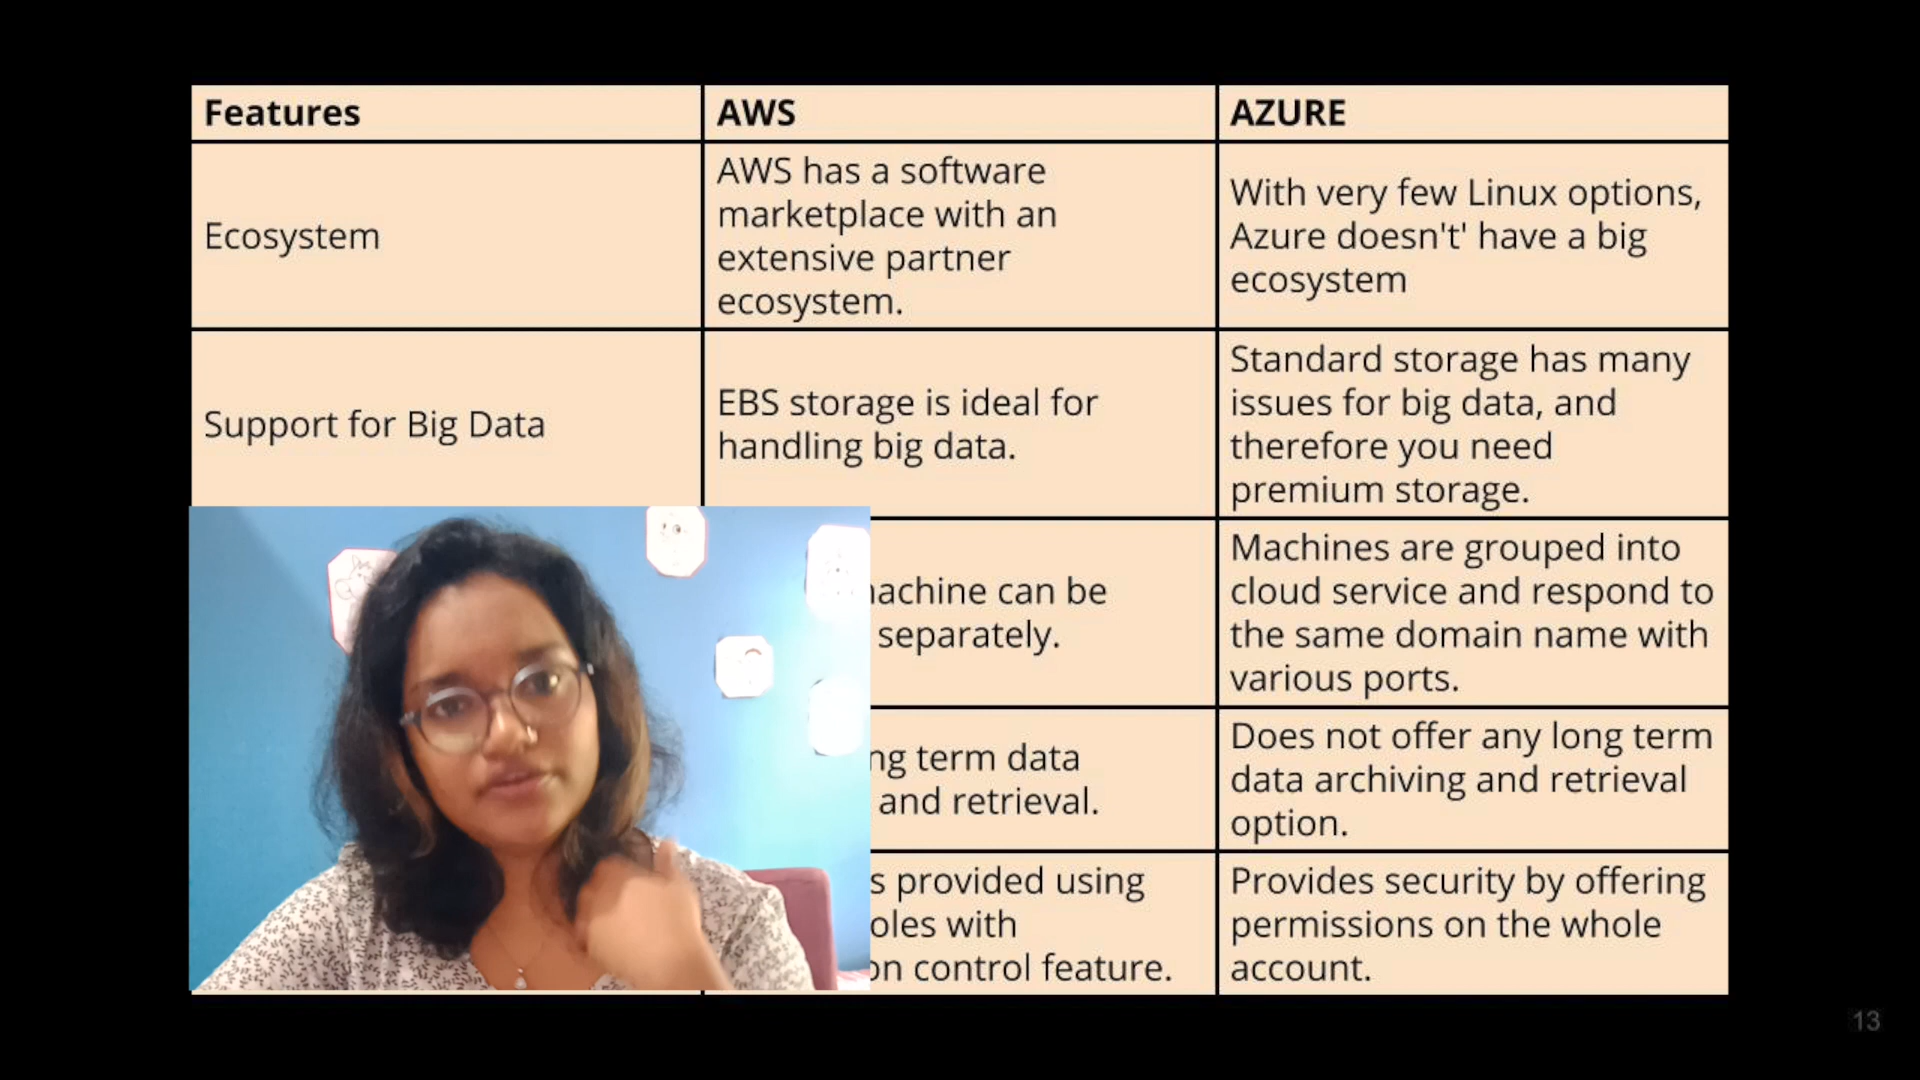 Features
AWS
AZURE
Ecosystem
AWS has a software
marketplace with an
extensive partner
ecosystem.
With very few Linux options,
Azure doesn't' have a big
ecosystem
Support for Big Data
EBS storage is ideal for
handling big data.
Standard storage has many
issues for big data, and
therefore you need
premium storage.
can be
separately.
Machines are grouped into
cloud service and respond to
the same domain name with
various ports.
term data
and retrieval.
Does not offer any long term
data archiving and retrieval
option.
provided using
with
control feature.
Provides security by offering
permissions on the whole
account.
13